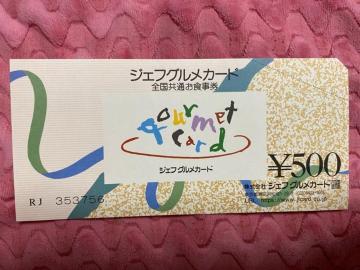 ジェフグルメカード
全国共通お食事券
gourmet
card
ジェフグルメカード
¥500
株式会社 ジェフグルメカード
RJ 353756